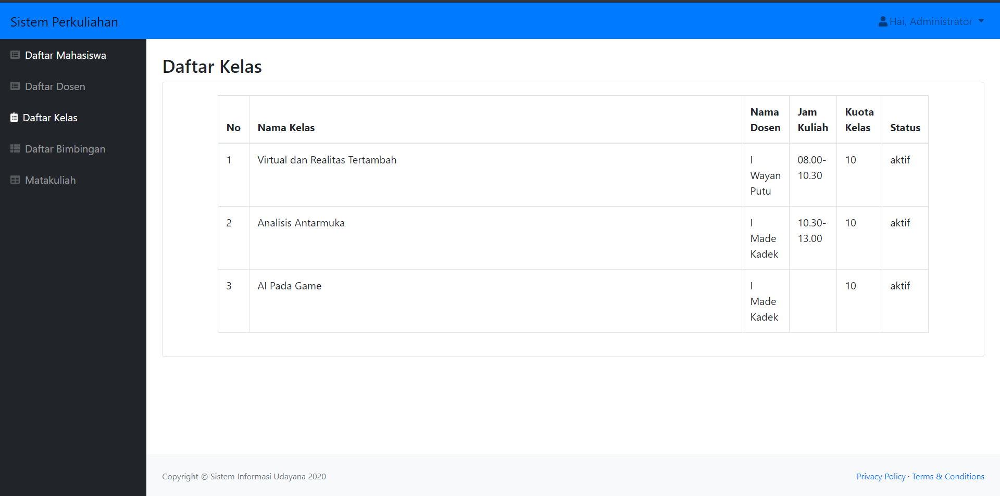 Sistem Perkuliahan
Hai, Administrator
Daftar Mahasiswa
Daftar Dosen
Daftar Kelas
Daftar Bimbingan
Matakuliah
Daftar Kelas
No Nama Kelas Nama Dosen Jam Kuliah Kuota Kelas Status
1 Virtual dan Realitas Tertambah I Wayan Putu 08.00-10.30 10 aktif
2 Analisis Antarmuka I Made Kadek 10.30-13.00 10 aktif
3 AI Pada Game I Made Kadek 10 aktif
Copyright © Sistem Informasi Udayana 2020
Privacy Policy · Terms & Conditions